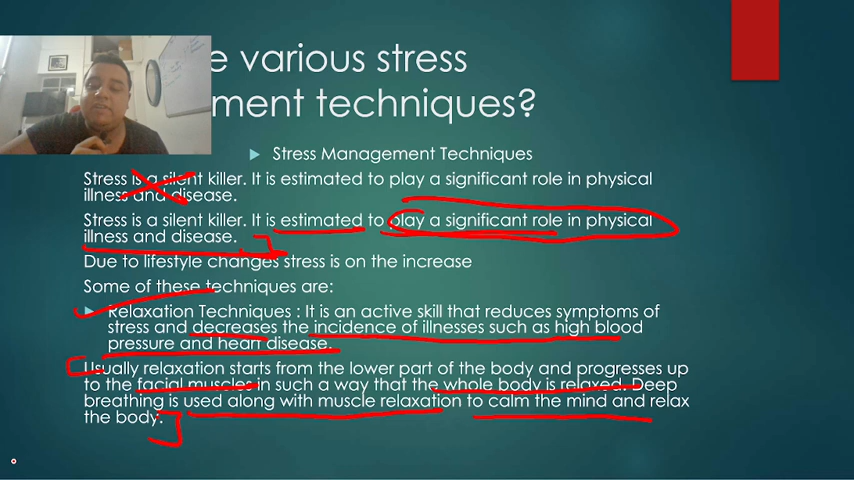 e various stress
ment techniques?
Stress Management Techniques
Stress is a silent killer. It is estimated to play a significant role in physical
illness and disease.
Stress is a silent killer. It is estimated to play a significant role in physical
illness and disease.
Due to lifestyle changes stress is on the increase
Some of these techniques are:
Relaxation Techniques : It is an active skill that reduces symptoms of
stress and decreases the incidence of illnesses such as high blood
pressure and heart disease.
Usually relaxation starts from the lower part of the body and progresses up
to the facial muscles in such a way that the whole body is relaxed. Deep
breathing is used along with muscle relaxation to calm the mind and relax
the body.